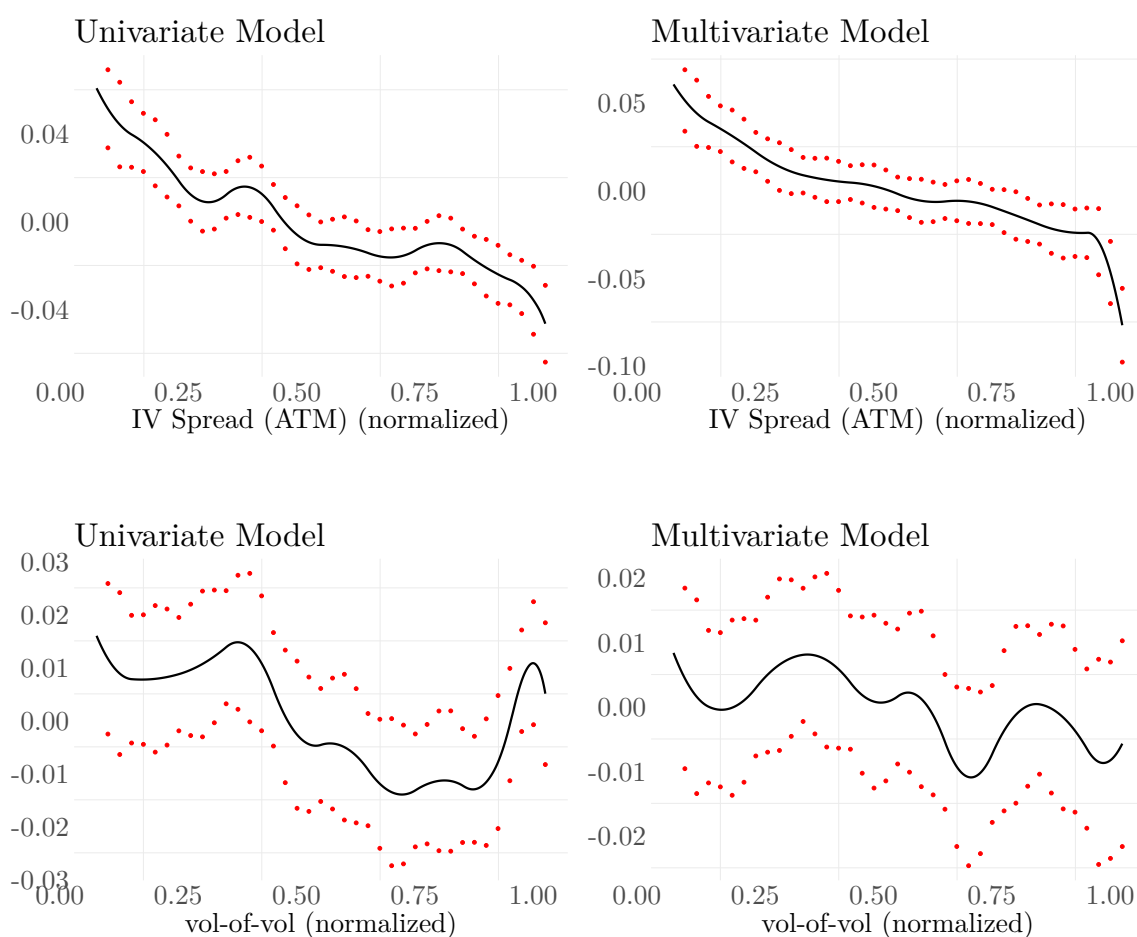 Univariate Model
0.04
0.00
-0.04
0.00 0.25 0.50 0.75 1.00
IV Spread (ATM) (normalized)
Multivariate Model
0.05
0.00
-0.05
-0.10
0.00 0.25 0.50 0.75 1.00
IV Spread (ATM) (normalized)
Univariate Model
0.03
0.02
0.01
0.00
-0.01
-0.02
-0.03
0.00 0.25 0.50 0.75 1.00
vol-of-vol (normalized)
Multivariate Model
0.02
0.01
0.00
-0.01
-0.02
0.00 0.25 0.50 0.75 1.00
vol-of-vol (normalized)